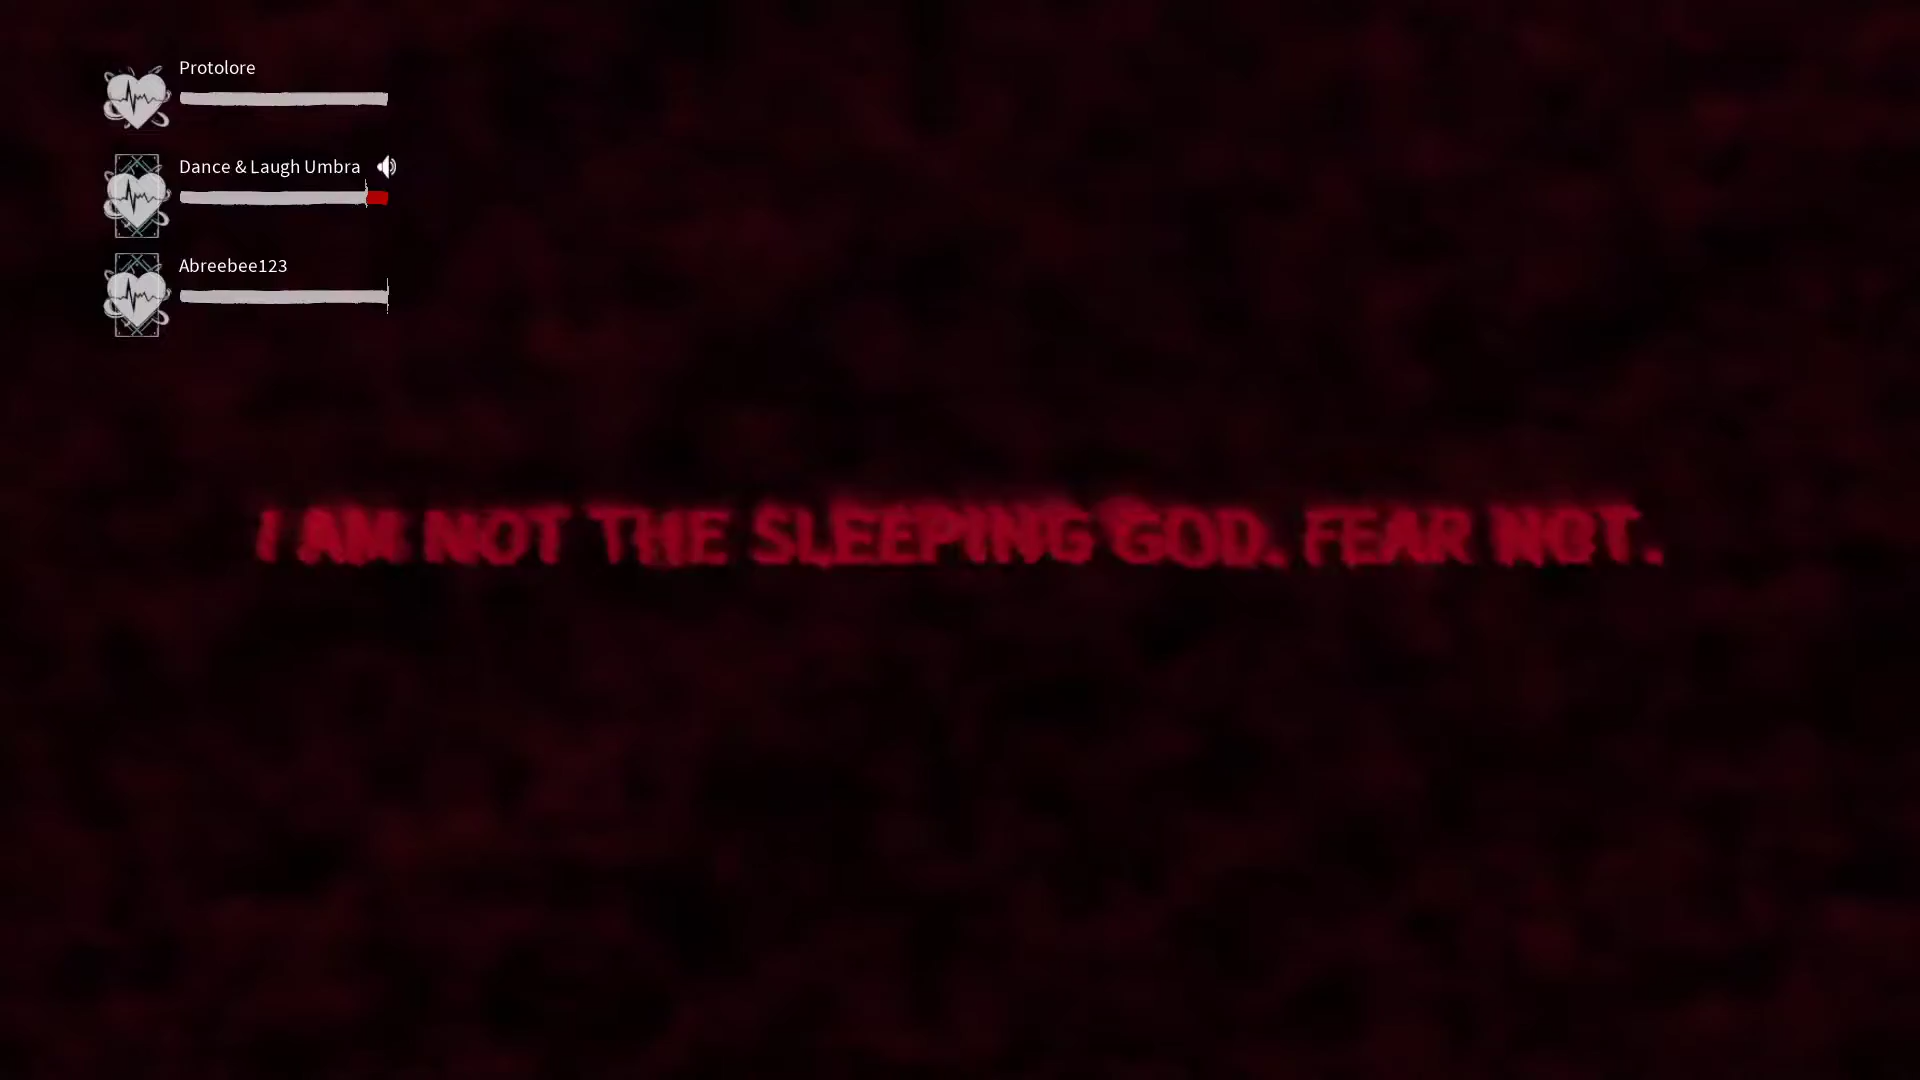 Protolore
Dance & Laugh Umbra
Abreebee123
I AM NOT THE SLEEPING GOD. FEAR NOT.